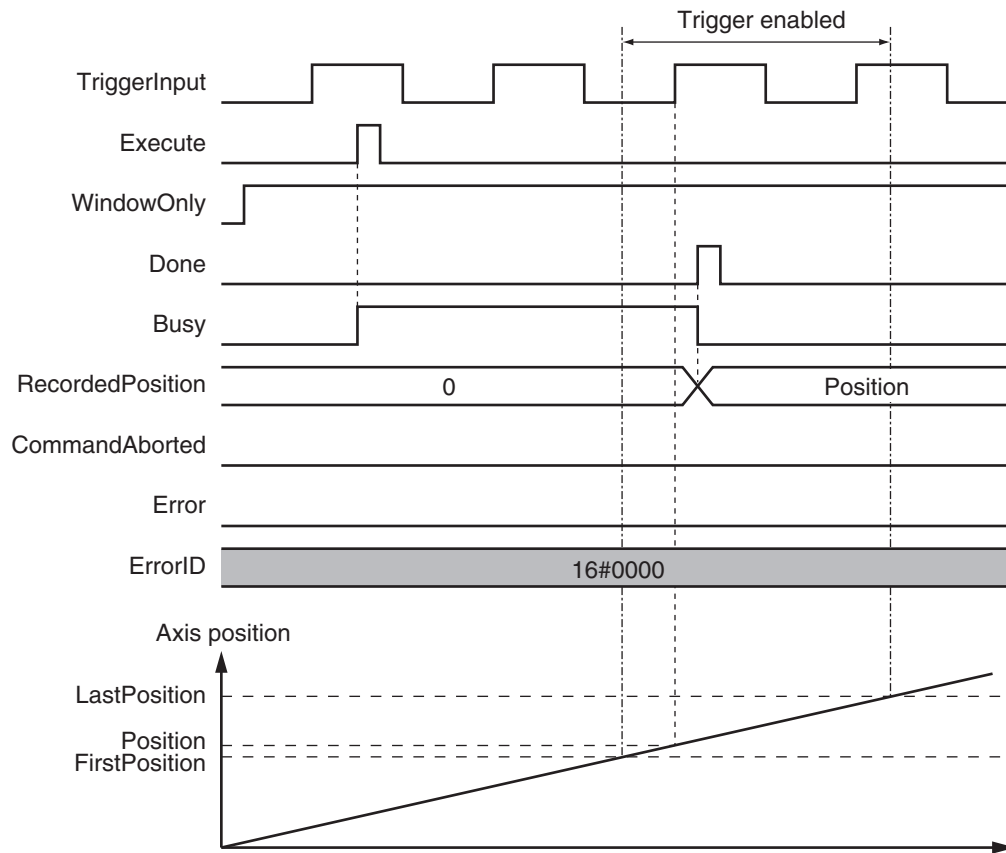 Trigger enabled
TriggerInput
Execute
WindowOnly
Done
Busy
RecordedPosition
0
Position
CommandAborted
Error
ErrorID
16#0000
Axis position
LastPosition
Position
FirstPosition